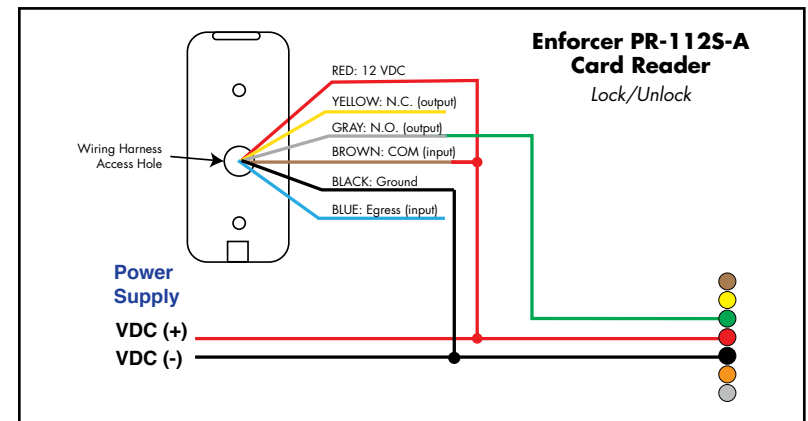 Enforcer PR-112S-A
Card Reader
Lock/Unlock
RED: 12 VDC
YELLOW: N.C. (output)
GRAY: N.O. (output)
BROWN: COM (input)
BLACK: Ground
BLUE: Egress (input)
Wiring Harness
Access Hole
Power
Supply
VDC (+)
VDC (-)